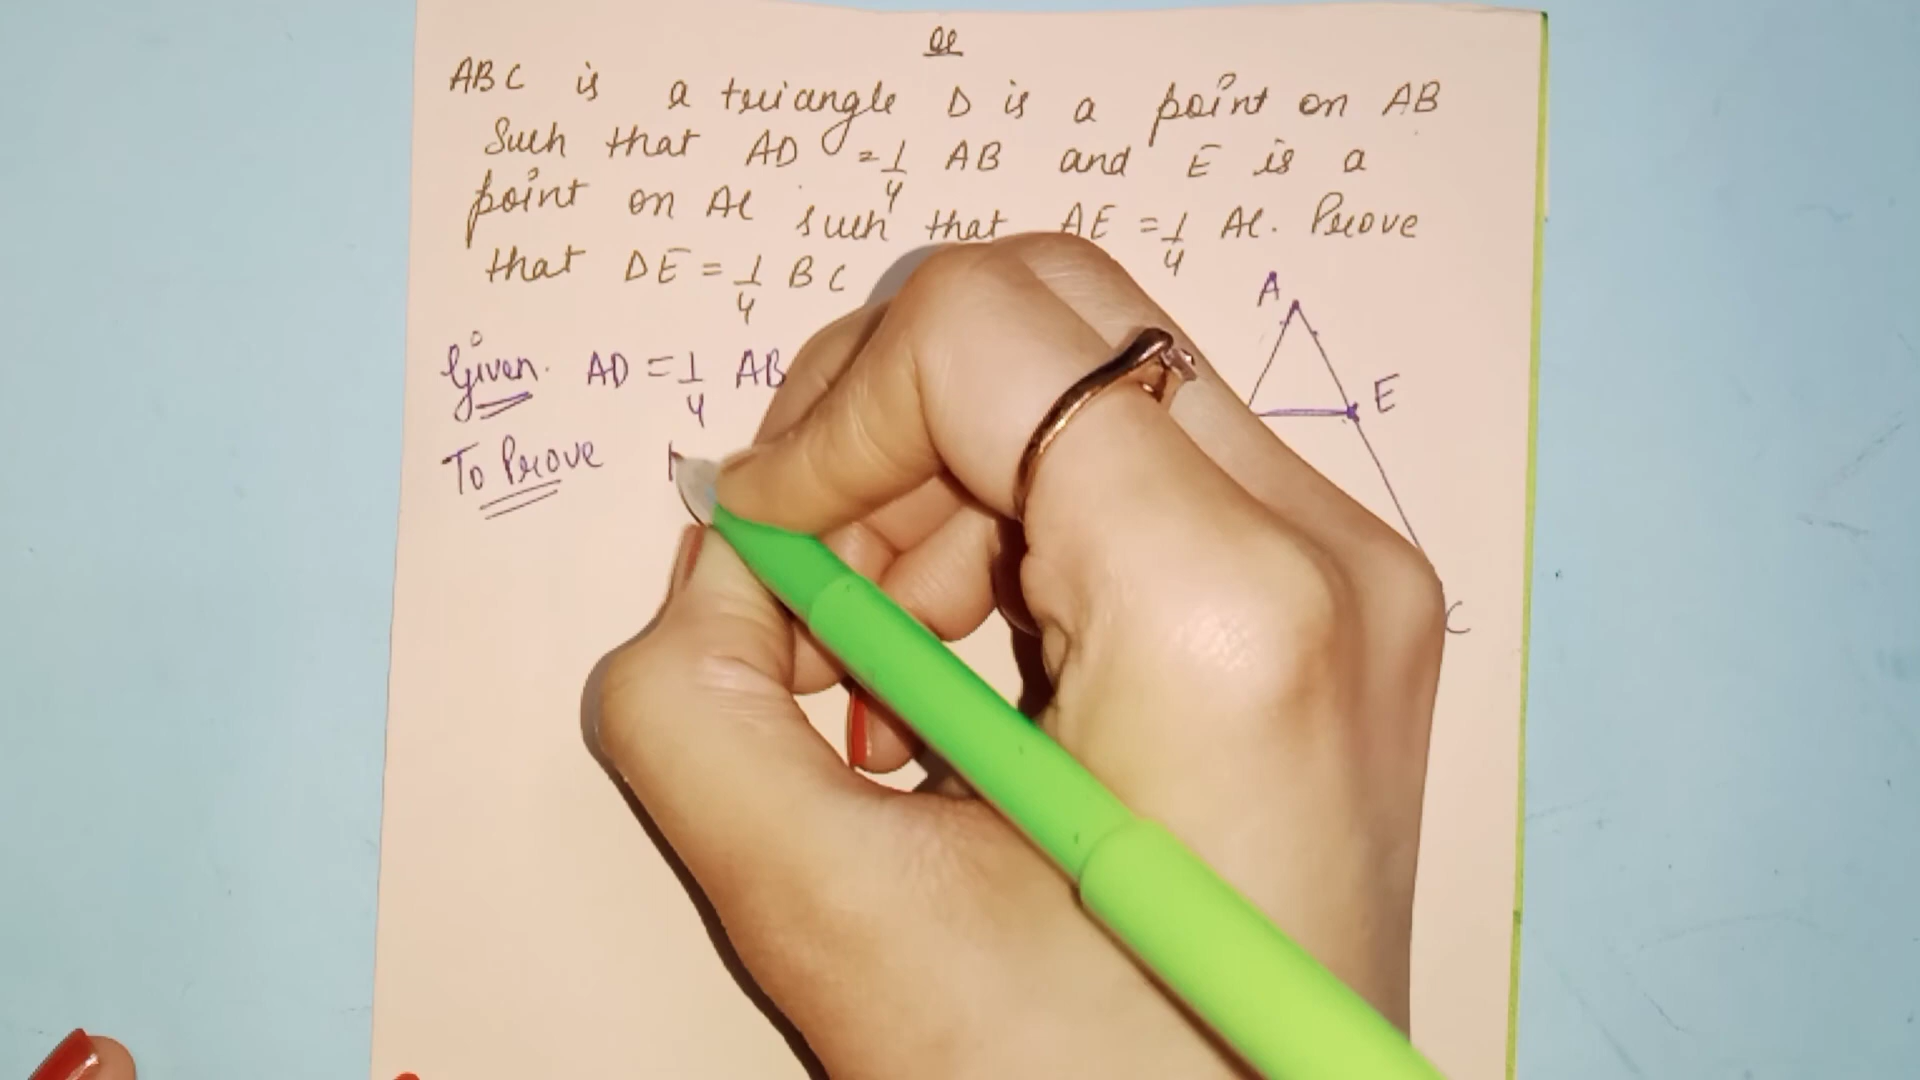 ABC is a triangle D is a point on AB
Such that AD = 1/4 AB and E is a
point on AC such that AE = 1/4 AC. Prove
that DE = 1/4 BC
Given. AD = 1/4 AB
To Prove
A
E
C